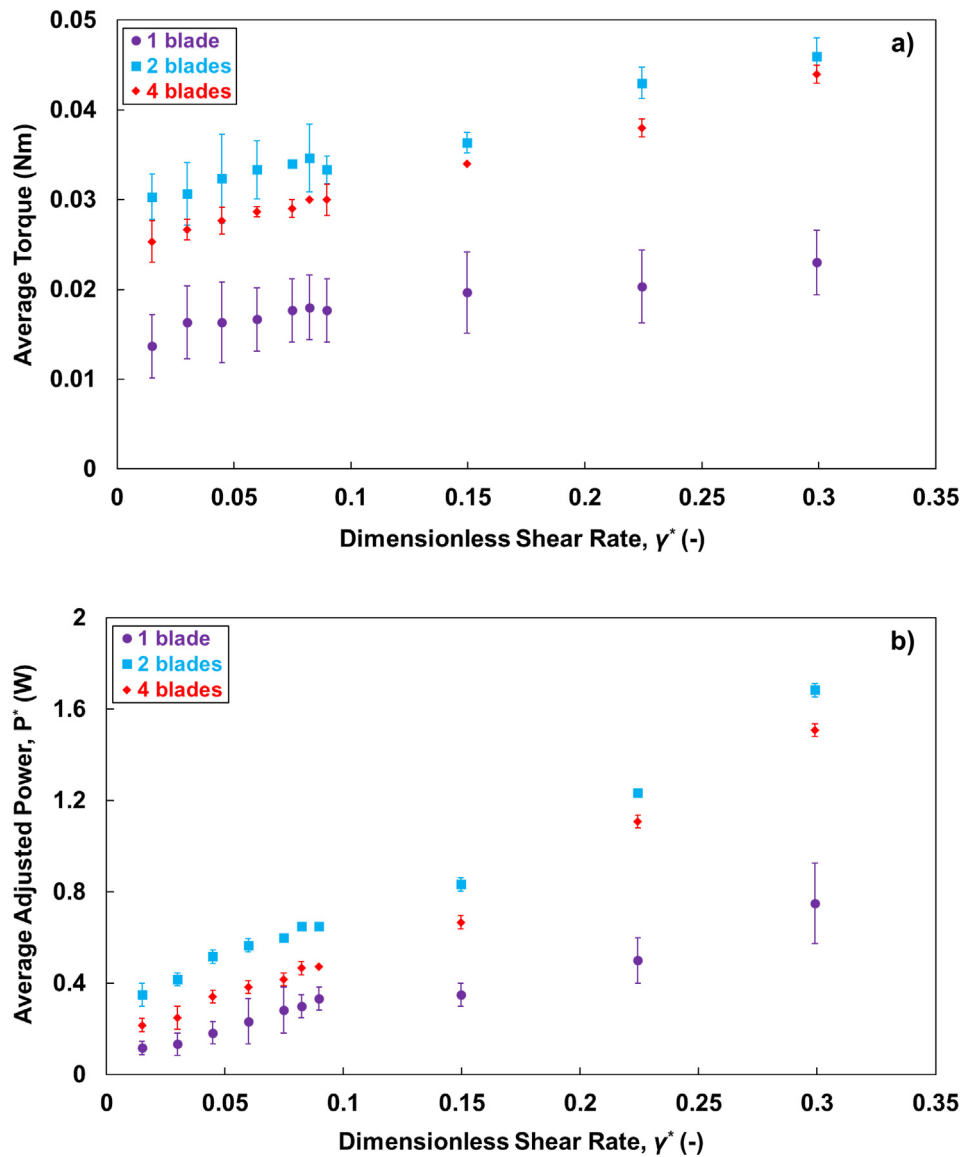 a)
1 blade
2 blades
4 blades
0.05
0.04
0.03
0.02
0.01
0
Average Torque (Nm)
0 0.05 0.1 0.15 0.2 0.25 0.3 0.35
Dimensionless Shear Rate, γ* (-)
b)
1 blade
2 blades
4 blades
2
1.6
1.2
0.8
0.4
0
Average Adjusted Power, P* (W)
0 0.05 0.1 0.15 0.2 0.25 0.3 0.35
Dimensionless Shear Rate, γ* (-)